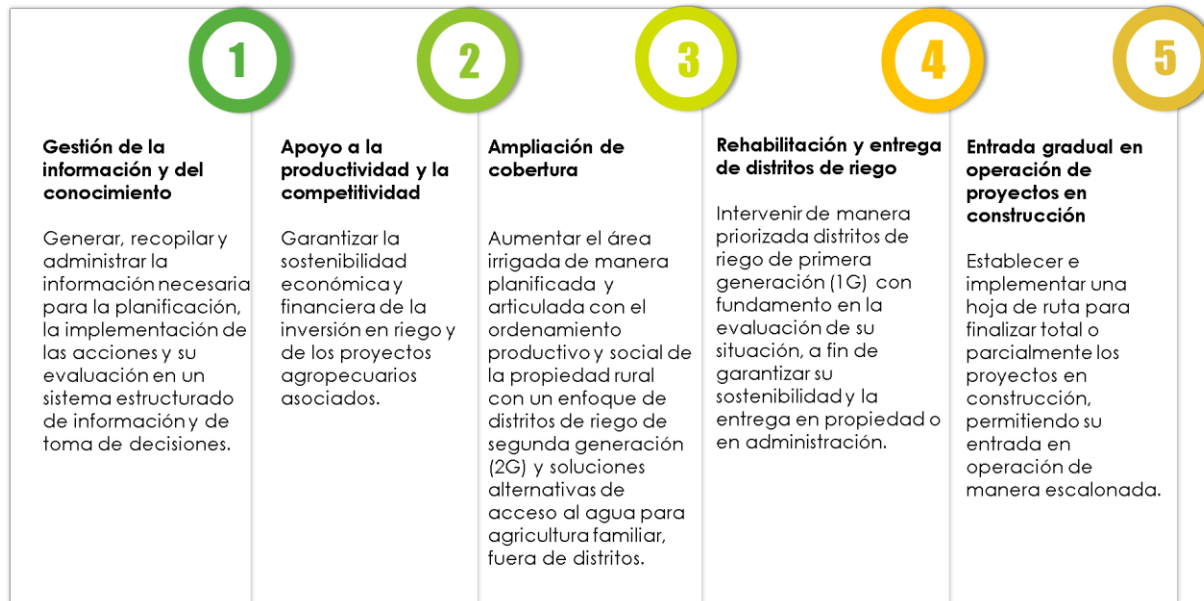 1
Gestión de la
información y del
conocimiento
Generar, recopilar y
administrar la
información necesaria
para la planificación,
la implementación de
las acciones y su
evaluación en un
sistema estructurado
de información y de
toma de decisiones.
2
Apoyo a la
productividad y la
competitividad
Garantizar la
sostenibilidad
económica y
financiera de la
inversión en riego y
de los proyectos
agropecuarios
asociados.
3
Ampliación de
cobertura
Aumentar el área
irrigada de manera
planificada y
articulada con el
ordenamiento
productivo y social de
la propiedad rural
con un enfoque de
distritos de riego de
segunda generación
(2G) y soluciones
alternativas de
acceso al agua para
agricultura familiar,
fuera de distritos.
4
Rehabilitación y entrega
de distritos de riego
Intervenir de manera
priorizada distritos de
riego de primera
generación (1G) con
fundamento en la
evaluación de su
situación, a fin de
garantizar su
sostenibilidad y la
entrega en propiedad o
en administración.
5
Entrada gradual en
operación de
proyectos en
construcción
Establecer e
implementar una
hoja de ruta para
finalizar total o
parcialmente los
proyectos en
construcción,
permitiendo su
entrada en
operación de
manera escalonada.